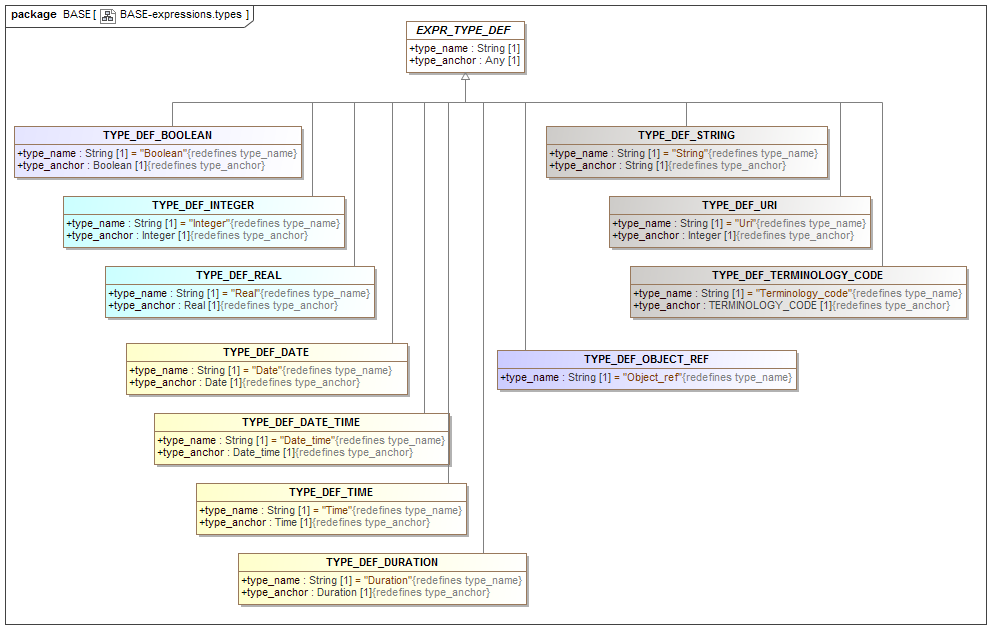 package BASE [ BASE-expressions.types ]
EXPR_TYPE_DEF
+type_name : String [1]
+type_anchor : Any [1]
TYPE_DEF_BOOLEAN
+type_name : String [1] = "Boolean"{redefines type_name}
+type_anchor : Boolean [1]{redefines type_anchor}
TYPE_DEF_STRING
+type_name : String [1] = "String"{redefines type_name}
+type_anchor : String [1]{redefines type_anchor}
TYPE_DEF_INTEGER
+type_name : String [1] = "Integer"{redefines type_name}
+type_anchor : Integer [1]{redefines type_anchor}
TYPE_DEF_URI
+type_name : String [1] = "Uri"{redefines type_name}
+type_anchor : Integer [1]{redefines type_anchor}
TYPE_DEF_REAL
+type_name : String [1] = "Real"{redefines type_name}
+type_anchor : Real [1]{redefines type_anchor}
TYPE_DEF_TERMINOLOGY_CODE
+type_name : String [1] = "Terminology_code"{redefines type_name}
+type_anchor : TERMINOLOGY_CODE [1]{redefines type_anchor}
TYPE_DEF_DATE
+type_name : String [1] = "Date"{redefines type_name}
+type_anchor : Date [1]{redefines type_anchor}
TYPE_DEF_OBJECT_REF
+type_name : String [1] = "Object_ref"{redefines type_name}
TYPE_DEF_DATE_TIME
+type_name : String [1] = "Date_time"{redefines type_name}
+type_anchor : Date_time [1]{redefines type_anchor}
TYPE_DEF_TIME
+type_name : String [1] = "Time"{redefines type_name}
+type_anchor : Time [1]{redefines type_anchor}
TYPE_DEF_DURATION
+type_name : String [1] = "Duration"{redefines type_name}
+type_anchor : Duration [1]{redefines type_anchor}